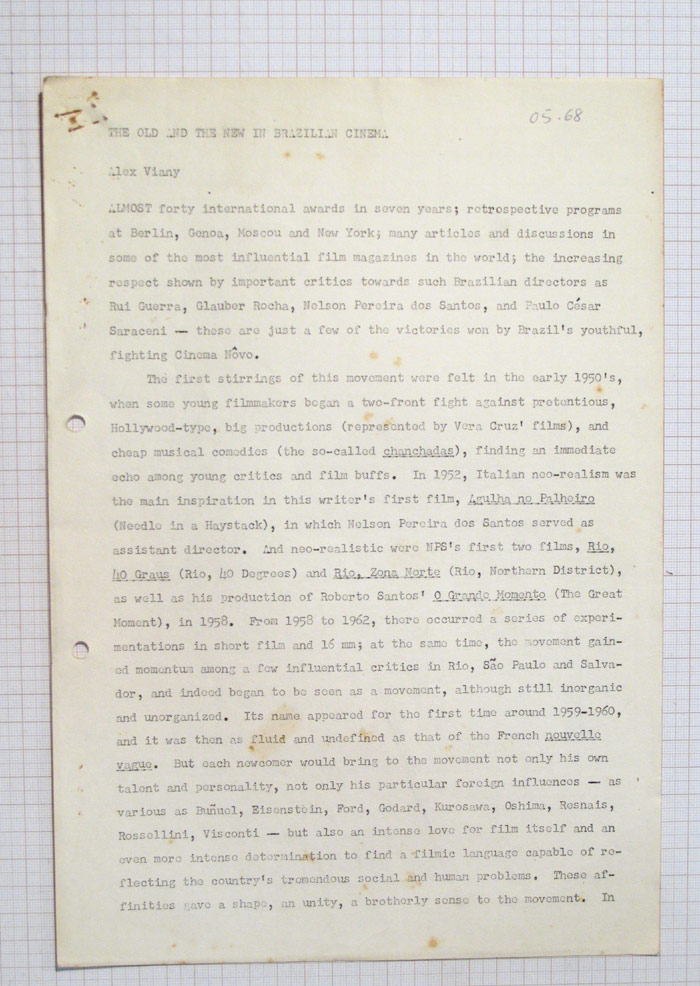 05-68
THE OLD AND THE NEW IN BRAZILIAN CINEMA
Alex Viany
ALMOST forty international awards in seven years; retrospective programs
at Berlin, Genoa, Moscou and New York; many articles and discussions in
some of the most influential film magazines in the world; the increasing
respect shown by important critics towards such Brazilian directors as
Rui Guerra, Glauber Rocha, Nelson Pereira dos Santos, and Paulo César
Saraceni — these are just a few of the victories won by Brazil's youthful,
fighting Cinema Nôvo.
The first stirrings of this movement were felt in the early 1950's,
when some young filmmakers began a two-front fight against pretentious,
Hollywood-type, big productions (represented by Vera Cruz' films), and
cheap musical comedies (the so-called chanchadas), finding an immediate
echo among young critics and film buffs. In 1952, Italian neo-realism was
the main inspiration in this writer's first film, Agulha no Palheiro
(Needle in a Haystack), in which Nelson Pereira dos Santos served as
assistant director. And neo-realistic were NPS's first two films, Rio,
40 Graus (Rio, 40 Degrees) and Rio, Zona Norte (Rio, Northern District),
as well as his production of Roberto Santos' O Grande Momento (The Great
Moment), in 1958. From 1958 to 1962, there occurred a series of experi-
mentations in short film and 16 mm; at the same time, the movement gain-
ed momentum among a few influential critics in Rio, São Paulo and Salva-
dor, and indeed began to be seen as a movement, although still inorganic
and unorganized. Its name appeared for the first time around 1959-1960,
and it was then as fluid and undefined as that of the French nouvelle
vague. But each newcomer would bring to the movement not only his own
talent and personality, not only his particular foreign influences — as
various as Buñuel, Eisenstein, Ford, Godard, Kurosawa, Oshima, Resnais,
Rossellini, Visconti — but also an intense love for film itself and an
even more intense determination to find a filmic language capable of re-
flecting the country's tremendous social and human problems. These af-
finities gave a shape, an unity, a brotherly sense to the movement. In